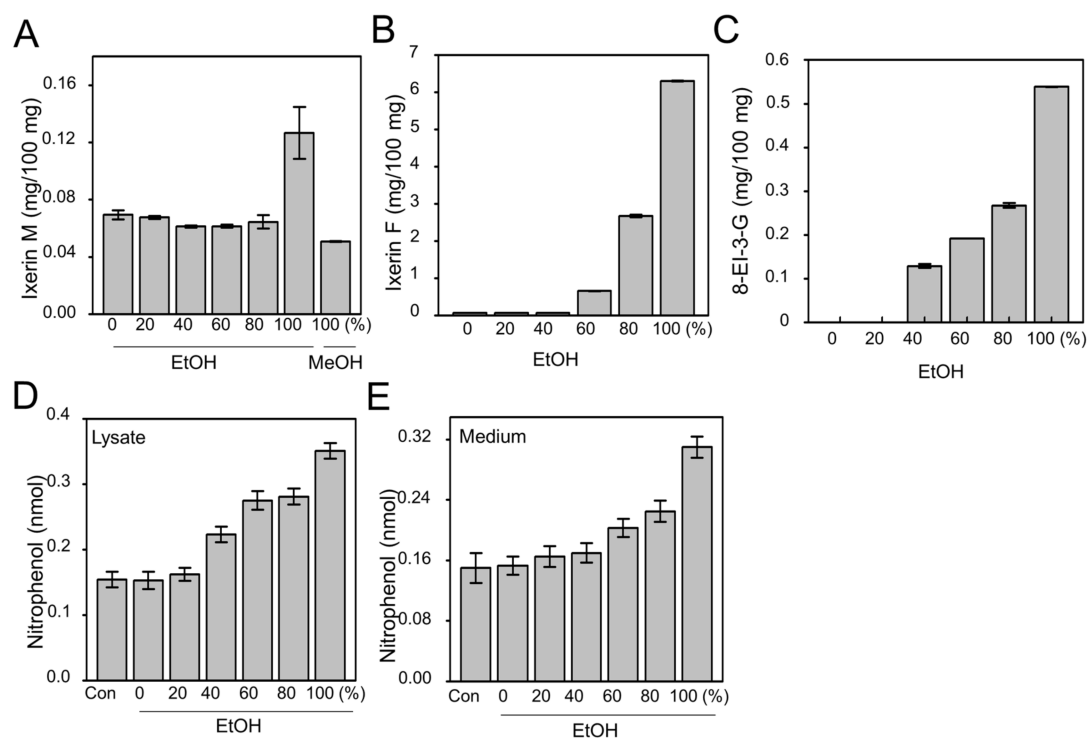 A
Ixerin M (mg/100 mg)
0.16
0.12
0.08
0.04
0.00
0 20 40 60 80 100 100 (%)
EtOH MeOH
B
Ixerin F (mg/100 mg)
7
6
5
4
3
2
1
0
0 20 40 60 80 100 (%)
EtOH
C
8-EI-3-G (mg/100 mg)
0.6
0.5
0.4
0.3
0.2
0.1
0
0 20 40 60 80 100 (%)
EtOH
D
Lysate
Nitrophenol (nmol)
0.4
0.3
0.2
0.1
0.0
Con 0 20 40 60 80 100 (%)
EtOH
E
Medium
Nitrophenol (nmol)
0.32
0.24
0.16
0.08
0.00
Con 0 20 40 60 80 100 (%)
EtOH